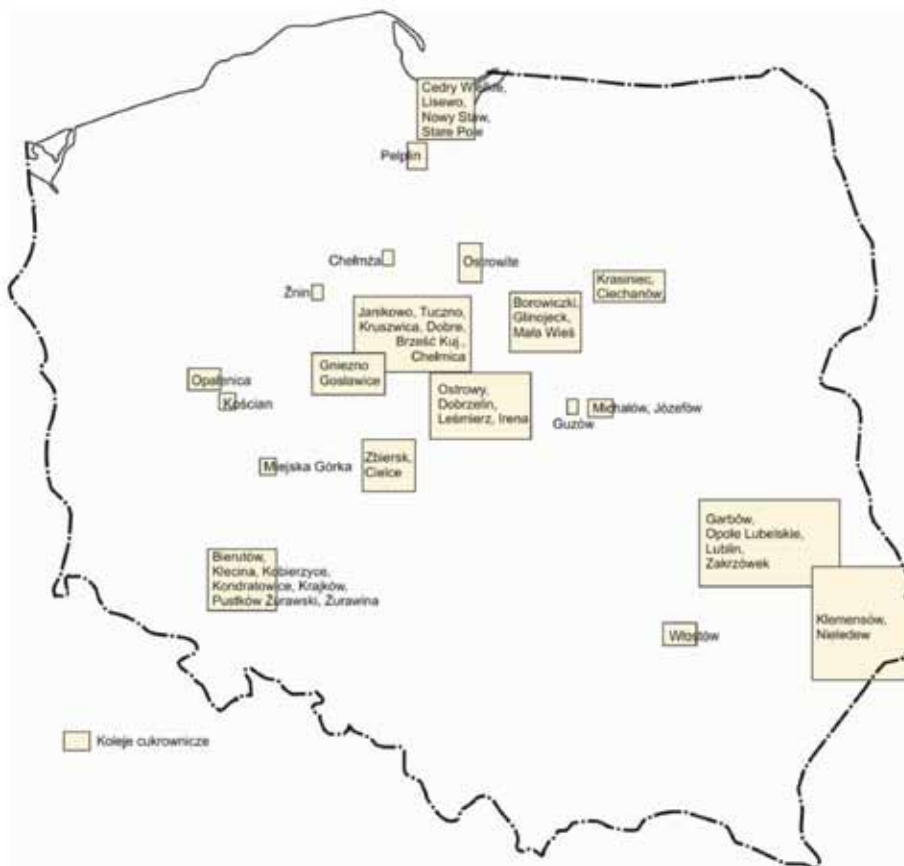 Cedry Wielkie,
Lisewo,
Nowy Staw,
Stare Pole
Pelplin
Chełmża
Ostrowite
Żnin
Krasiniec,
Ciechanów,
Janikowo, Tuczno,
Kruszwica, Dobre,
Brześć Kuj.,
Chełmica
Borowiczki,
Glinojeck,
Mała Wieś
Gniezno
Gosławice
Opalenica
Kościan
Ostrowy,
Dobrzelin,
Leśmierz, Irena
Michałów, Józefów
Guzów
Miejska Górka
Zbiersk,
Cielce
Garbów,
Opole Lubelskie,
Lublin,
Zakrzówek
Bierutów,
Klecina, Kobierzyce,
Kondratowice, Krajków,
Pustków Żurawski, Żurawina
Klemensów,
Nieledew
Włostów
Koleje cukrownicze